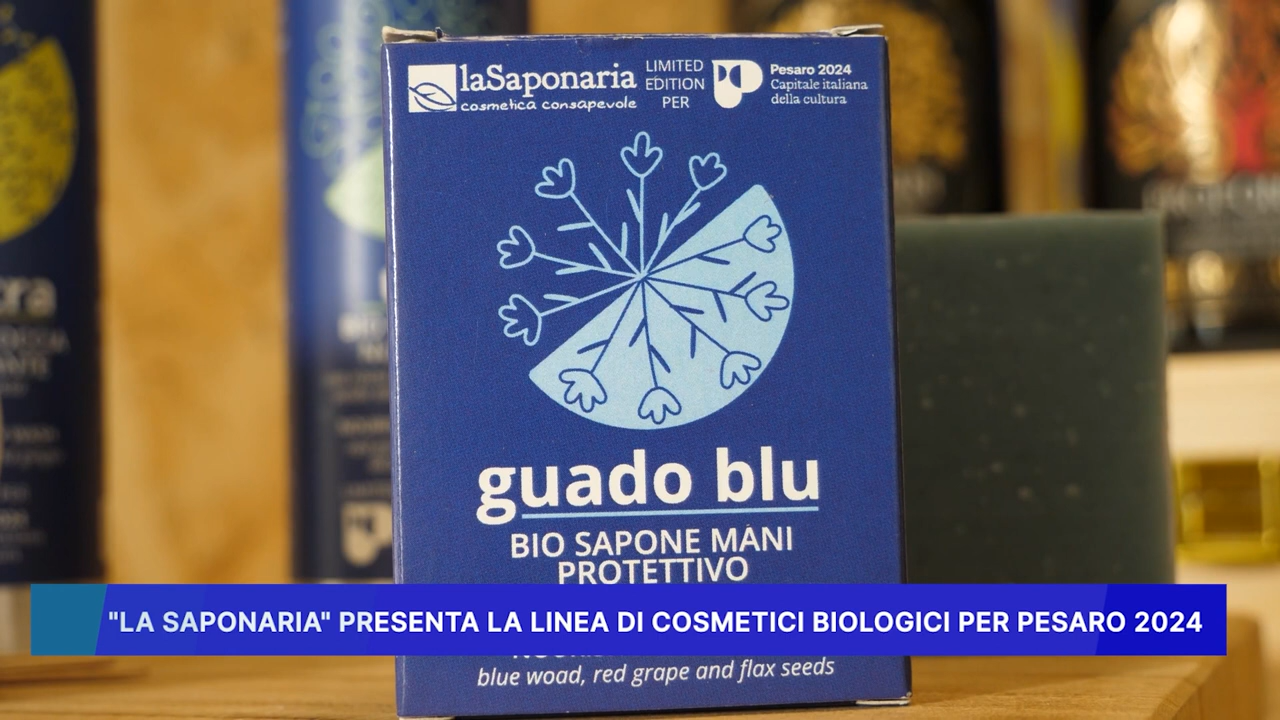 laSaponaria
cosmetica consapevole
LIMITED
EDITION
PER
Pesaro 2024
Capitale italiana
della cultura
guado blu
BIO SAPONE MANI
PROTETTIVO
"LA SAPONARIA" PRESENTA LA LINEA DI COSMETICI BIOLOGICI PER PESARO 2024
blue woad, red grape and flax seeds